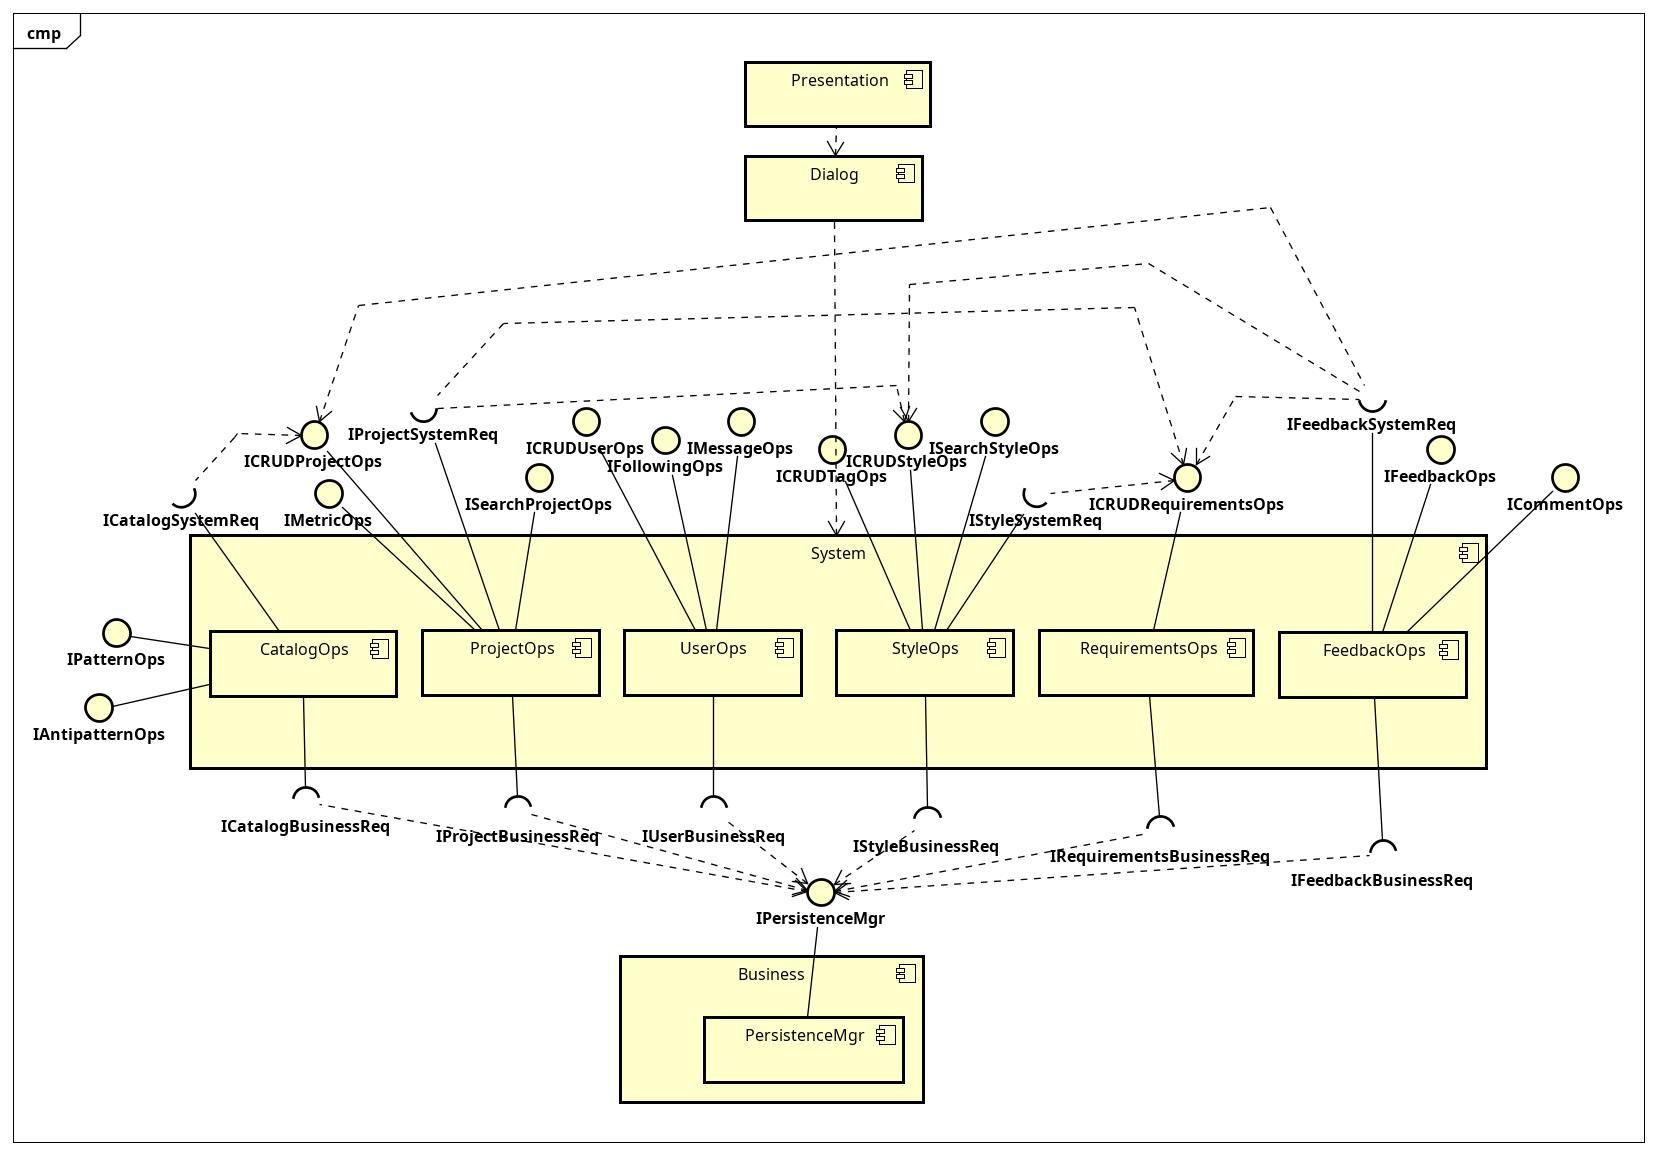 cmp
Presentation
Dialog
IFeedbackSystemReq
IProjectSystemReq
ICRUDUserOps
IMessageOps
ISearchStyleOps
ICRUDProjectOps
ICRUDStyleOps
IFollowingOps
ICRUDTagOps
IFeedbackOps
ISearchProjectOps
ICRUDRequirementsOps
ICommentOps
ICatalogSystemReq
IMetricOps
IStyleSystemReq
System
CatalogOps
ProjectOps
UserOps
StyleOps
RequirementsOps
FeedbackOps
IPatternOps
IAntipatternOps
ICatalogBusinessReq
IProjectBusinessReq
IUserBusinessReq
IStyleBusinessReq
IRequirementsBusinessReq
IFeedbackBusinessReq
IPersistenceMgr
Business
PersistenceMgr